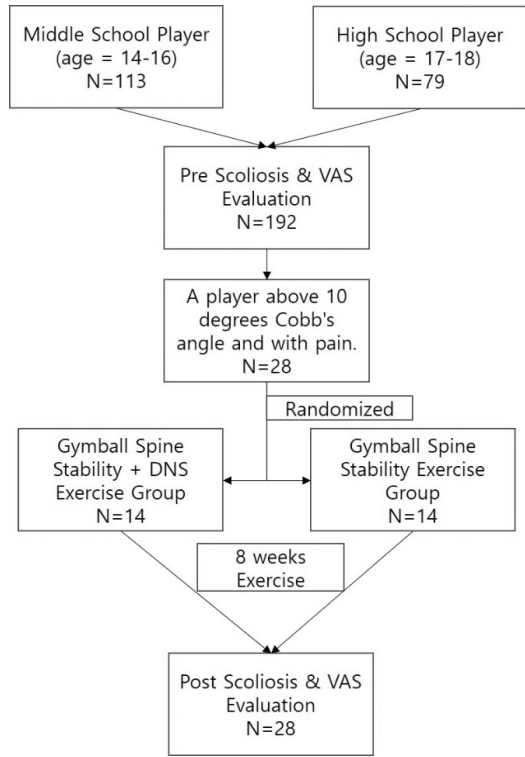 Middle School Player
(age = 14-16)
N=113
High School Player
(age = 17-18)
N=79
Pre Scoliosis & VAS
Evaluation
N=192
A player above 10
degrees Cobb's
angle and with pain.
N=28
Randomized
Gymball Spine
Stability + DNS
Exercise Group
N=14
Gymball Spine
Stability Exercise
Group
N=14
8 weeks
Exercise
Post Scoliosis & VAS
Evaluation
N=28